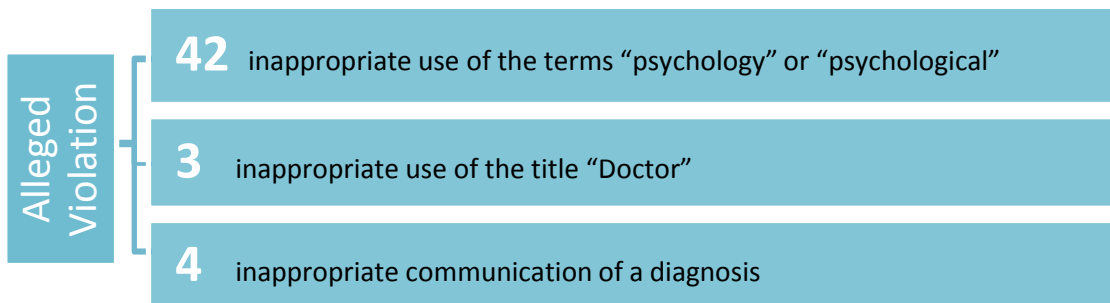 Alleged
Violation
42 inappropriate use of the terms “psychology” or “psychological”
3 inappropriate use of the title “Doctor”
4 inappropriate communication of a diagnosis